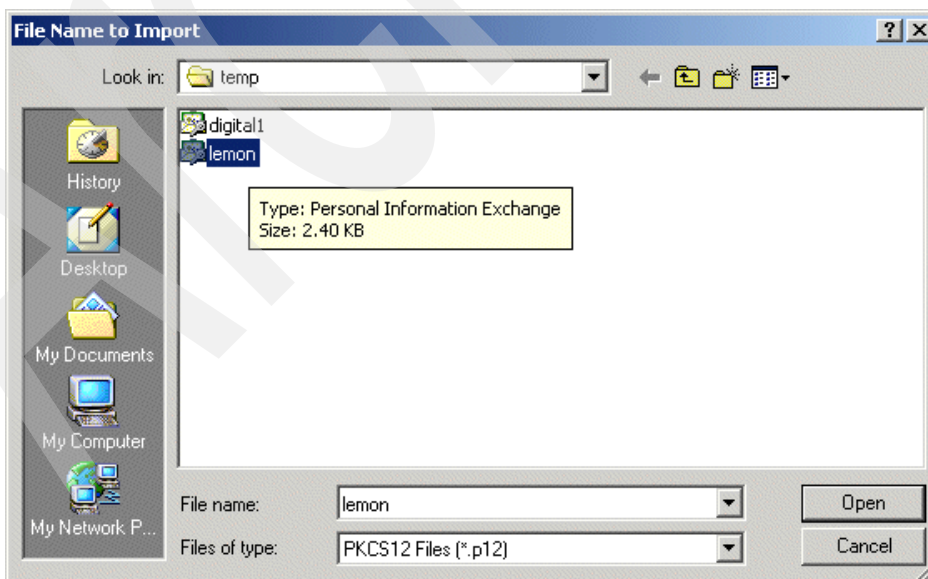 File Name to Import
Look in: temp
digital1
lemon
Type: Personal Information Exchange
Size: 2.40 KB
History
Desktop
My Documents
My Computer
My Network P...
File name: lemon Open
Files of type: PKCS12 Files (*.p12) Cancel